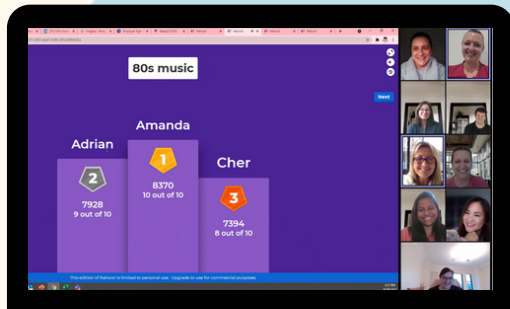 80s music
Next
Amanda
Adrian
Cher
1
2
3
8370
10 out of 10
7928
9 out of 10
7394
8 out of 10
This edition of Kahoot! is limited to personal use. Upgrade to use for commercial purposes.